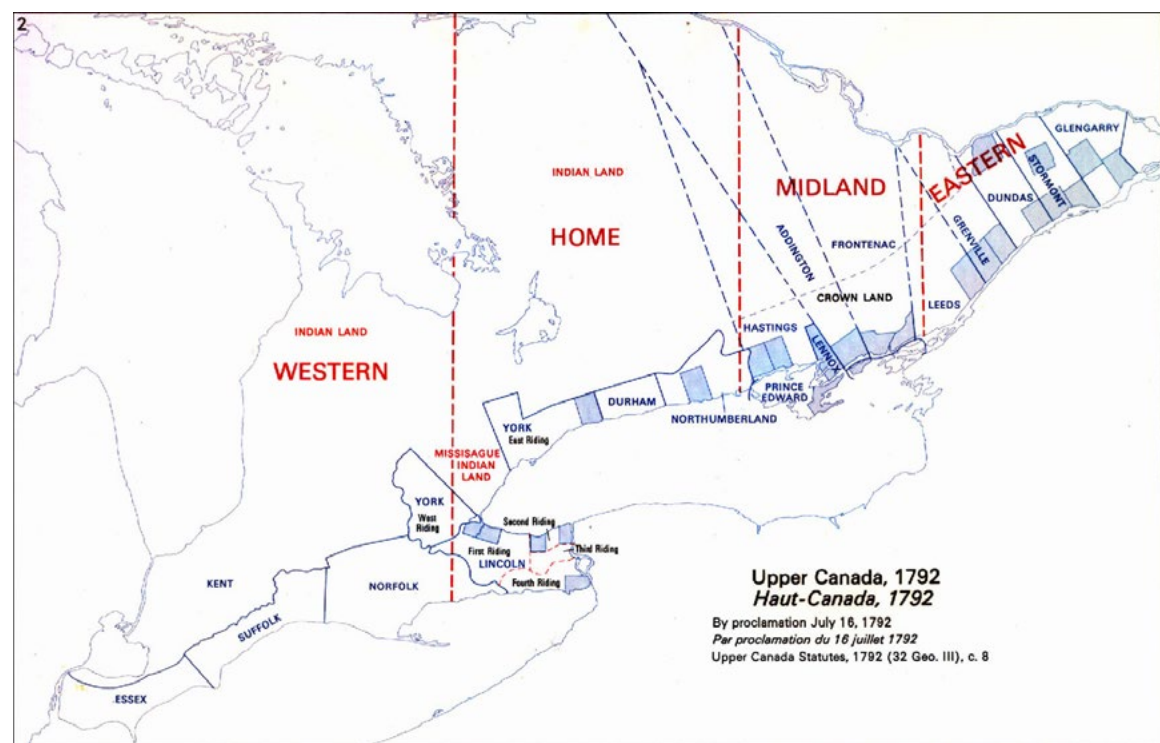 2
GLENGARRY
STORMONT
EASTERN
DUNDAS
GRENVILLE
LEEDS
INDIAN LAND
HOME
MIDLAND
ADDINGTON
FRONTENAC
CROWN LAND
HASTINGS
LENNOX
PRINCE
EDWARD
NORTHUMBERLAND
DURHAM
YORK
East Riding
INDIAN LAND
WESTERN
MISSISAGUE
INDIAN
LAND
YORK
West
Riding
Second Riding
First Riding
LINCOLN
Third Riding
Fourth Riding
KENT
NORFOLK
SUFFOLK
ESSEX
Upper Canada, 1792
Haut-Canada, 1792
By proclamation July 16, 1792
Par proclamation du 16 juillet 1792
Upper Canada Statutes, 1792 (32 Geo. III), c. 8